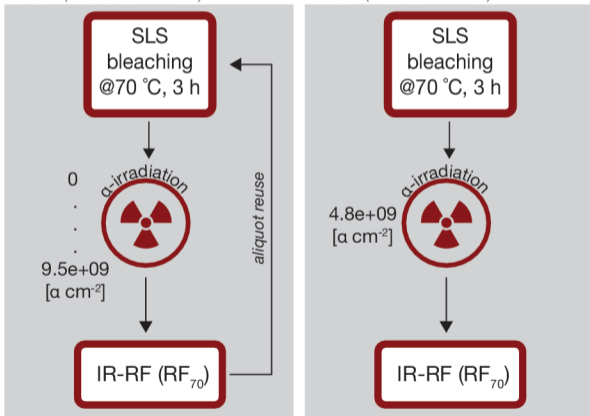 SLS
bleaching
@70 °C, 3 h
α-irradiation
0
.
.
.
9.5e+09
[α cm⁻²]
aliquot reuse
IR-RF (RF₇₀)
SLS
bleaching
@70 °C, 3 h
α-irradiation
4.8e+09
[α cm⁻²]
IR-RF (RF₇₀)